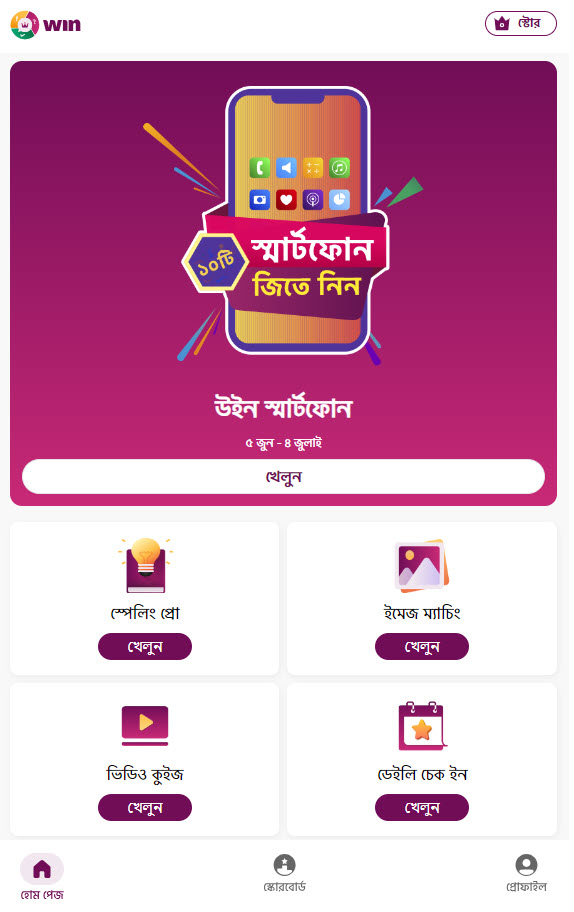 win
স্টোর
১০টি
স্মার্টফোন
জিতে নিন
উইন স্মার্টফোন
৫ জুন - ৪ জুলাই
খেলুন
স্পেলিং প্রো
ইমেজ ম্যাচিং
খেলুন
খেলুন
ভিডিও কুইজ
ডেইলি চেক ইন
খেলুন
খেলুন
হোম পেজ
স্কোরবোর্ড
প্রোফাইল